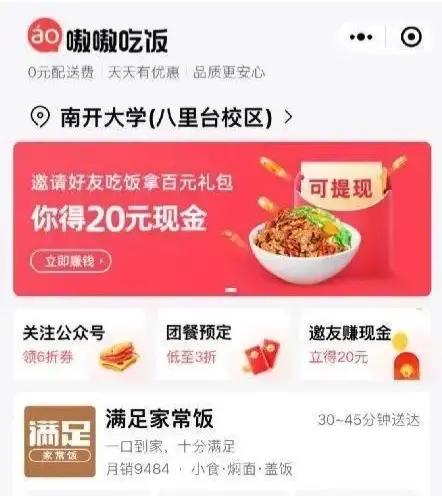 áo 嗷嗷吃饭
0元配送费 天天有优惠 品质更安心
南开大学(八里台校区)
邀请好友吃饭拿百元礼包
你得20元现金
立即赚钱
可提现
关注公众号 团餐预定 邀友赚现金
领6折券 低至3折 立得20元
满足
家常饭
满足家常饭 30~45分钟送达
一口到家，十分满足
月销9484 · 小食·焖面·盖饭